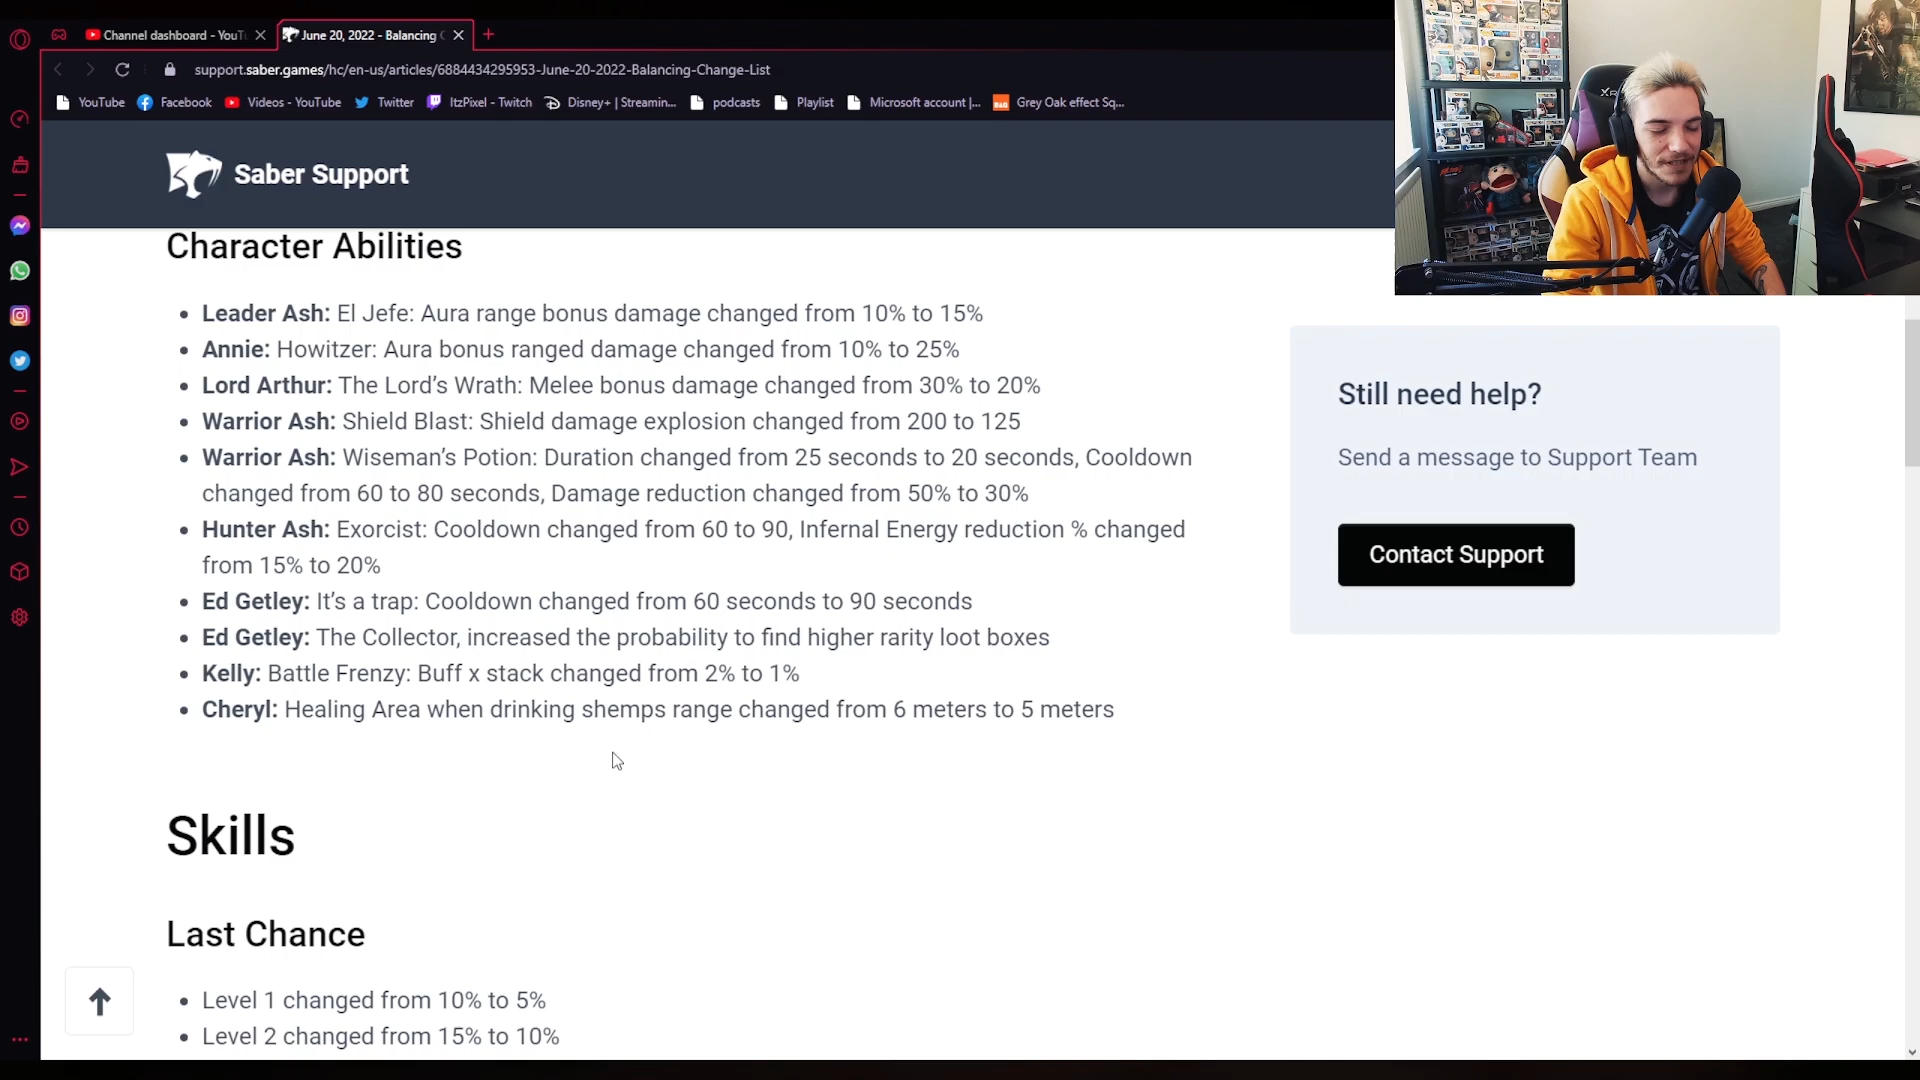 Channel dashboard - YouT
June 20, 2022 - Balancing C
support.saber.games/hc/en-us/articles/6884434295953-June-20-2022-Balancing-Change-List
YouTube
Facebook
Videos - YouTube
Twitter
ItzPixel - Twitch
Disney+ | Streamin...
podcasts
Playlist
Microsoft account |...
Grey Oak effect Sq...
Saber Support
Character Abilities
• Leader Ash: El Jefe: Aura range bonus damage changed from 10% to 15%
• Annie: Howitzer: Aura bonus ranged damage changed from 10% to 25%
• Lord Arthur: The Lord's Wrath: Melee bonus damage changed from 30% to 20%
• Warrior Ash: Shield Blast: Shield damage explosion changed from 200 to 125
• Warrior Ash: Wiseman's Potion: Duration changed from 25 seconds to 20 seconds, Cooldown
changed from 60 to 80 seconds, Damage reduction changed from 50% to 30%
• Hunter Ash: Exorcist: Cooldown changed from 60 to 90, Infernal Energy reduction % changed
from 15% to 20%
• Ed Getley: It's a trap: Cooldown changed from 60 seconds to 90 seconds
• Ed Getley: The Collector, increased the probability to find higher rarity loot boxes
• Kelly: Battle Frenzy: Buff x stack changed from 2% to 1%
• Cheryl: Healing Area when drinking shemps range changed from 6 meters to 5 meters
Still need help?
Send a message to Support Team
Contact Support
Skills
Last Chance
• Level 1 changed from 10% to 5%
• Level 2 changed from 15% to 10%